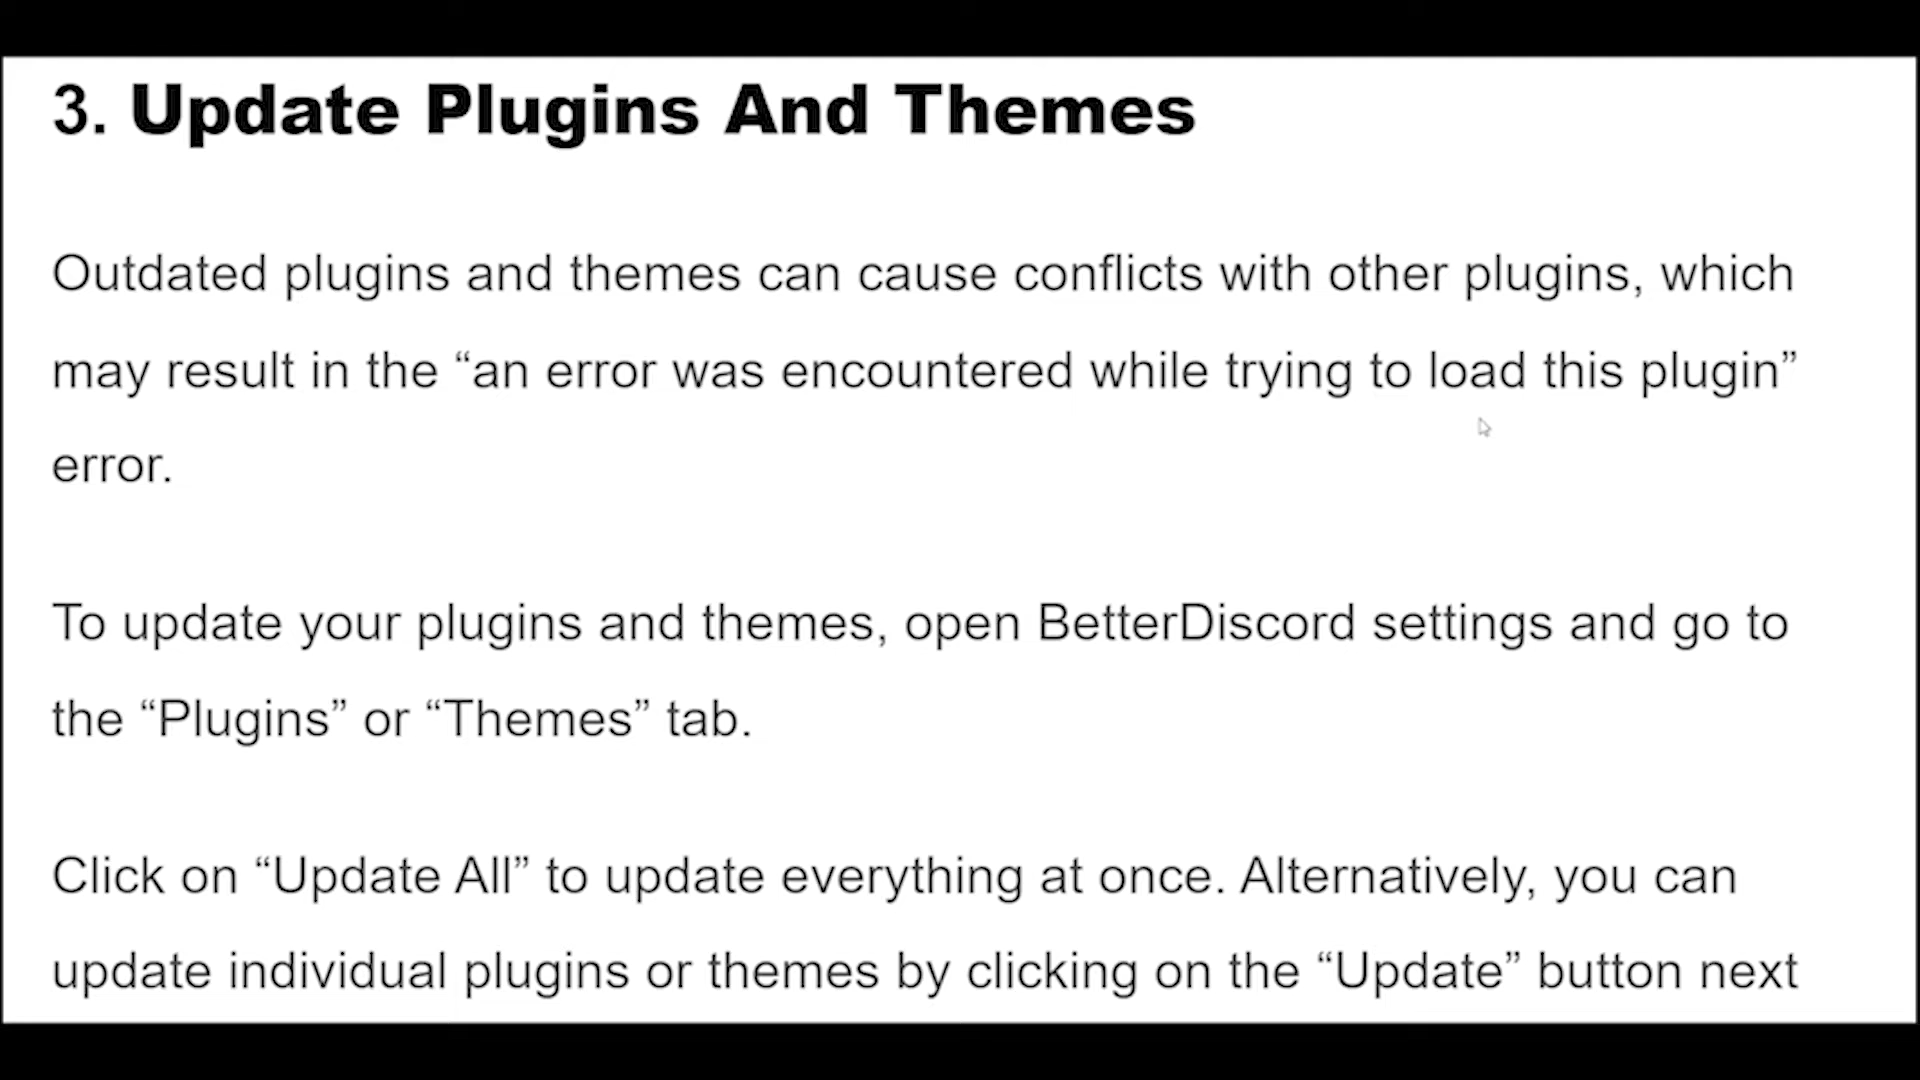 3. Update Plugins And Themes
Outdated plugins and themes can cause conflicts with other plugins, which
may result in the “an error was encountered while trying to load this plugin”
error.
To update your plugins and themes, open BetterDiscord settings and go to
the “Plugins” or “Themes” tab.
Click on “Update All” to update everything at once. Alternatively, you can
update individual plugins or themes by clicking on the “Update” button next